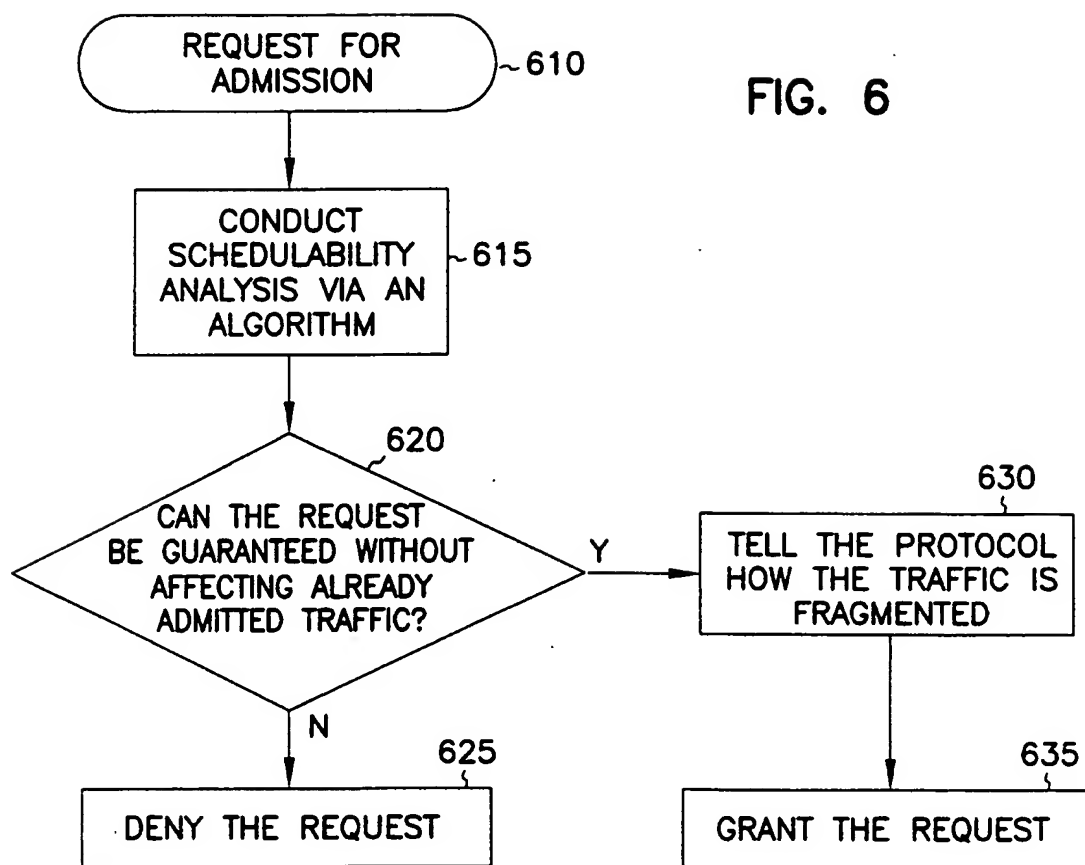 REQUEST FOR
ADMISSION
610
FIG. 6
CONDUCT
SCHEDULABILITY
ANALYSIS VIA AN
ALGORITHM
615
620
CAN THE REQUEST
BE GUARANTEED WITHOUT
AFFECTING ALREADY
ADMITTED TRAFFIC?
Y
N
630
TELL THE PROTOCOL
HOW THE TRAFFIC IS
FRAGMENTED
625
DENY THE REQUEST
635
GRANT THE REQUEST